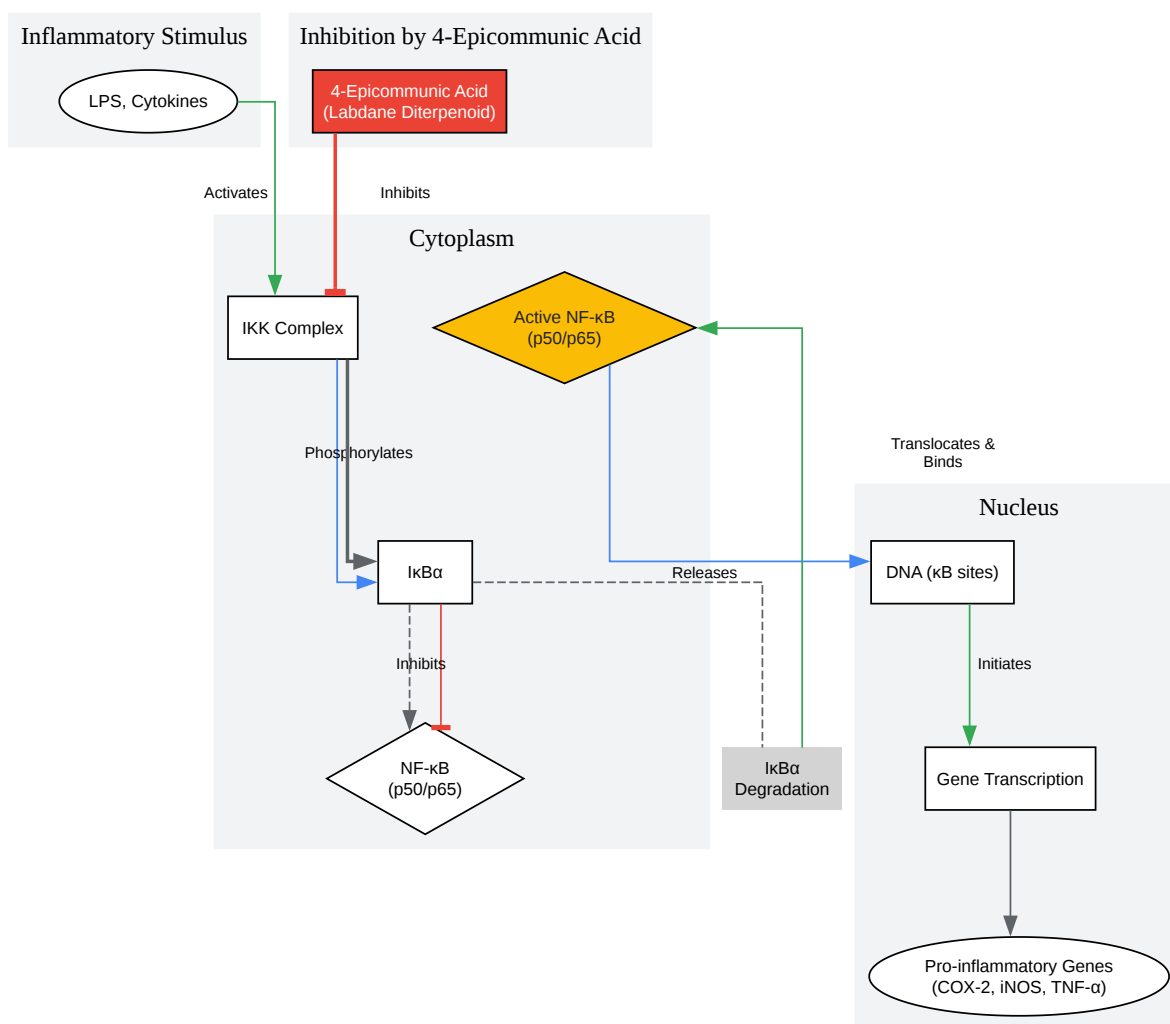 Inflammatory Stimulus
Inhibition by 4-Epicommunic Acid
LPS, Cytokines
4-Epicommunic Acid
(Labdane Diterpenoid)
Activates
Inhibits
Cytoplasm
IKK Complex
Active NF-κB
(p50/p65)
Phosphorylates
Translocates &
Binds
Nucleus
IκBα
Releases
DNA (κB sites)
Inhibits
Initiates
NF-κB
(p50/p65)
IκBα
Degradation
Gene Transcription
Pro-inflammatory Genes
(COX-2, iNOS, TNF-α)